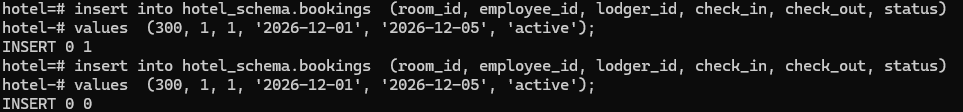 hotel=# insert into hotel_schema.bookings  (room_id, employee_id, lodger_id, check_in, check_out, status)
hotel-# values  (300, 1, 1, '2026-12-01', '2026-12-05', 'active');
INSERT 0 1
hotel=# insert into hotel_schema.bookings  (room_id, employee_id, lodger_id, check_in, check_out, status)
hotel-# values  (300, 1, 1, '2026-12-01', '2026-12-05', 'active');
INSERT 0 0